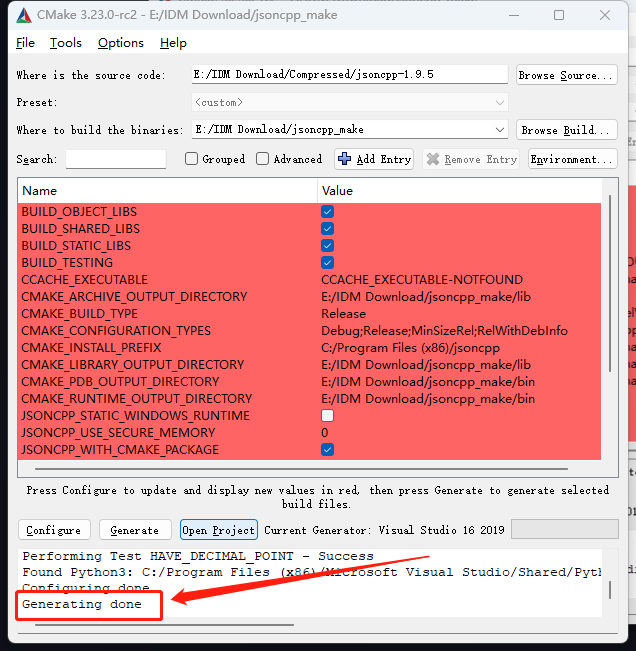 CMake 3.23.0-rc2 - E:/IDM Download/jsoncpp_make
File Tools Options Help
Where is the source code: E:/IDM Download/Compressed/jsoncpp-1.9.5 Browse Source...
Preset: <custom>
Where to build the binaries: E:/IDM Download/jsoncpp_make Browse Build...
Search: Grouped Advanced Add Entry Remove Entry Environment...
Name Value
BUILD_OBJECT_LIBS
BUILD_SHARED_LIBS
BUILD_STATIC_LIBS
BUILD_TESTING
CCACHE_EXECUTABLE CCACHE_EXECUTABLE-NOTFOUND
CMAKE_ARCHIVE_OUTPUT_DIRECTORY E:/IDM Download/jsoncpp_make/lib
CMAKE_BUILD_TYPE Release
CMAKE_CONFIGURATION_TYPES Debug;Release;MinSizeRel;RelWithDebInfo
CMAKE_INSTALL_PREFIX C:/Program Files (x86)/jsoncpp
CMAKE_LIBRARY_OUTPUT_DIRECTORY E:/IDM Download/jsoncpp_make/lib
CMAKE_PDB_OUTPUT_DIRECTORY E:/IDM Download/jsoncpp_make/bin
CMAKE_RUNTIME_OUTPUT_DIRECTORY E:/IDM Download/jsoncpp_make/bin
JSONCPP_STATIC_WINDOWS_RUNTIME
JSONCPP_USE_SECURE_MEMORY 0
JSONCPP_WITH_CMAKE_PACKAGE
Press Configure to update and display new values in red, then press Generate to generate selected
build files.
Configure Generate Open Project Current Generator: Visual Studio 16 2019
Performing Test HAVE_DECIMAL_POINT - Success
Found Python3: C:/Program Files (x86)/Microsoft Visual Studio/Shared/Pyth
Configuring done
Generating done